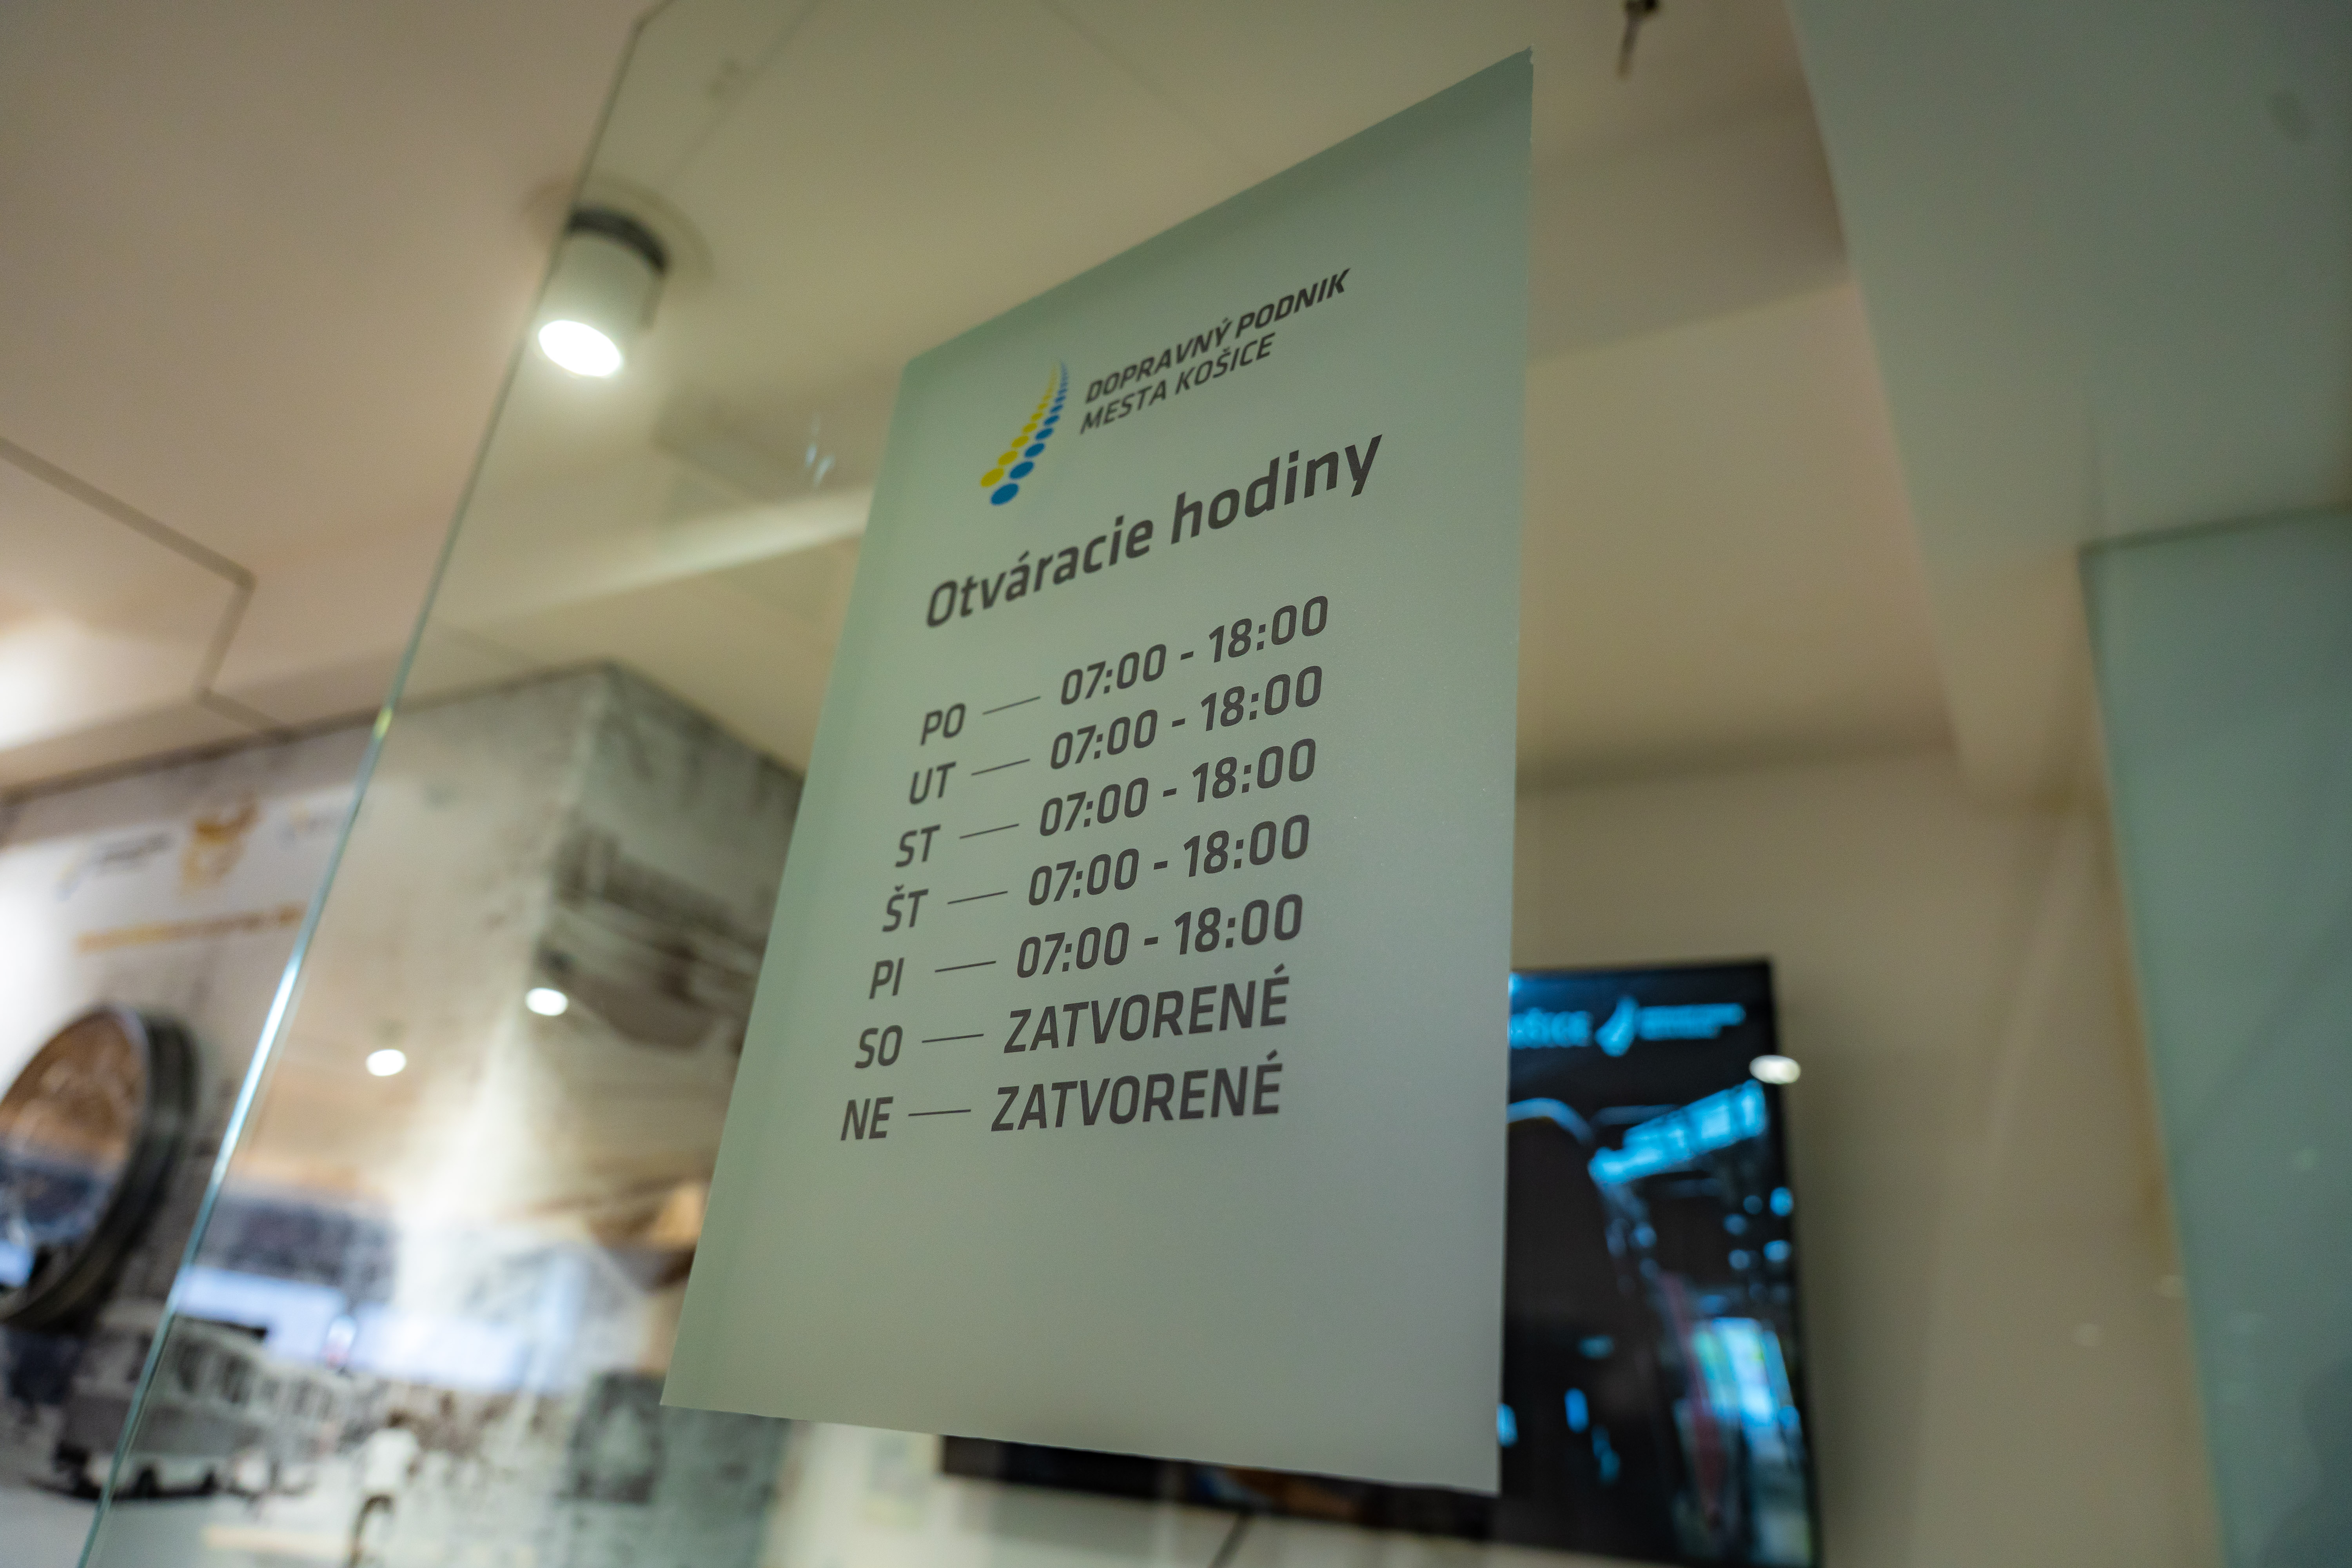 DOPRAVNÝ PODNIK
MESTA KOŠICE
Otváracie hodiny
PO — 07:00 - 18:00
UT — 07:00 - 18:00
ST — 07:00 - 18:00
ŠT — 07:00 - 18:00
PI — 07:00 - 18:00
SO — ZATVORENÉ
NE — ZATVORENÉ